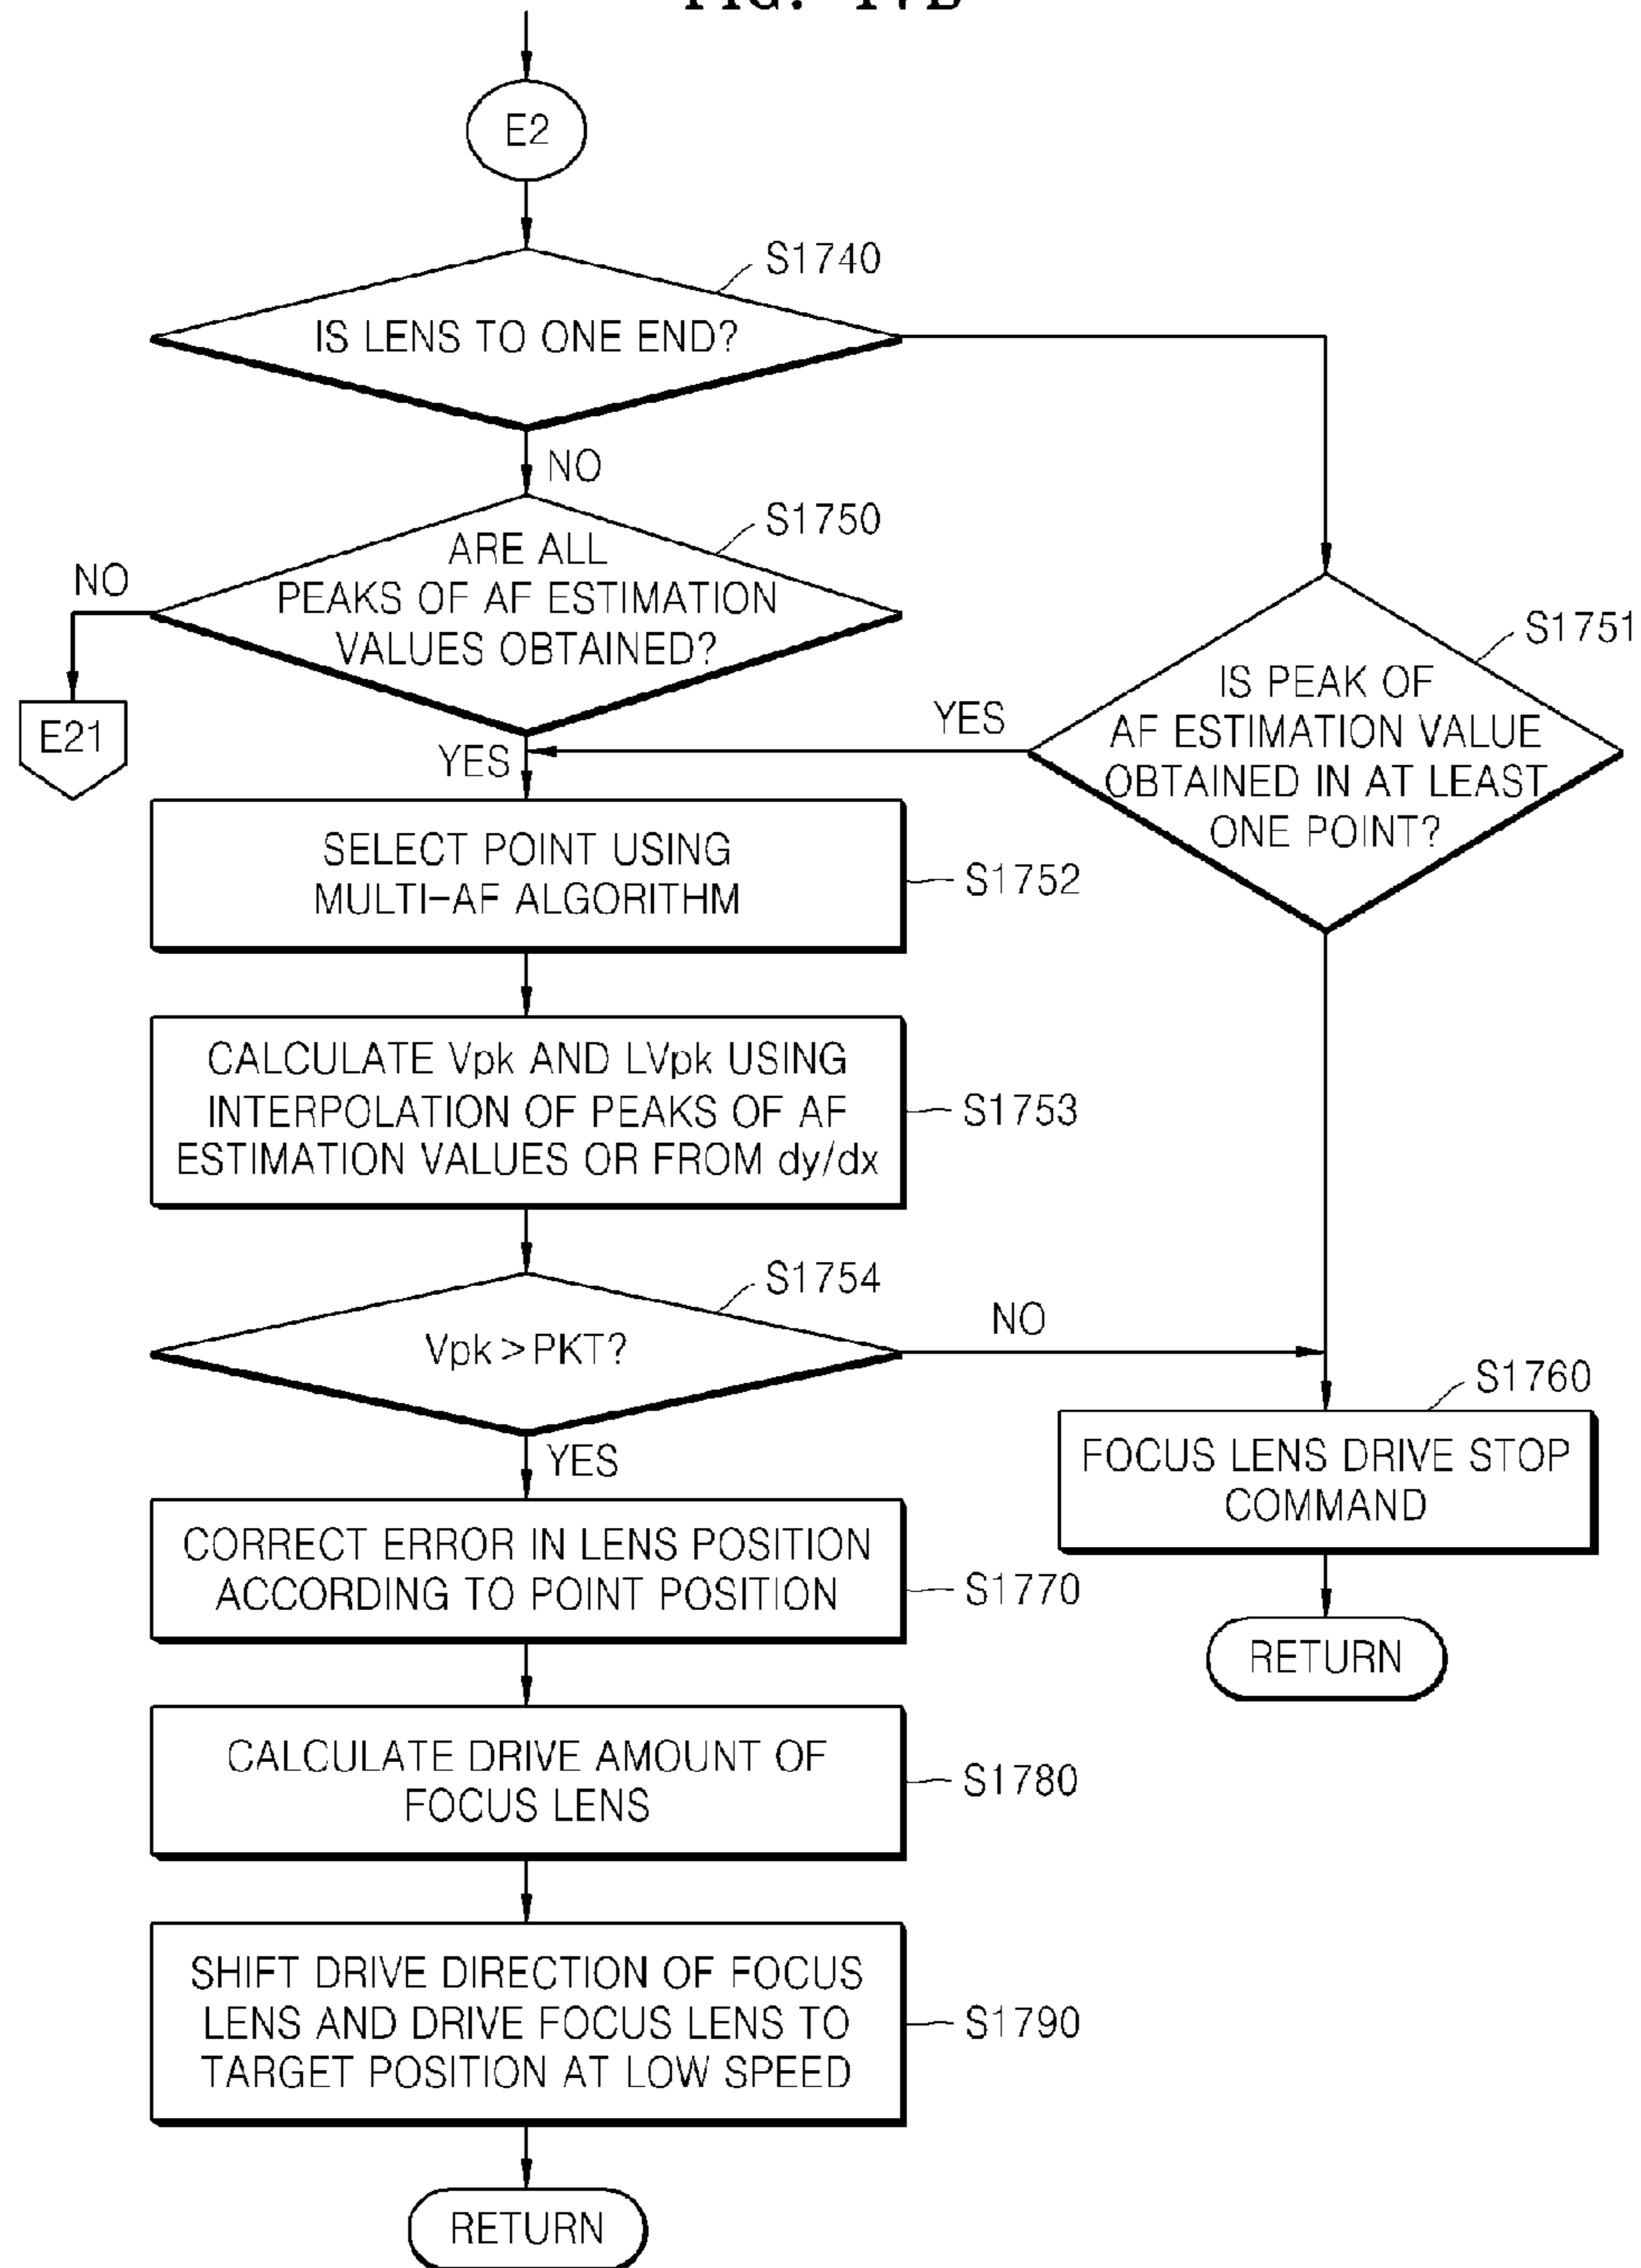 FIG. 17B
E2
S1740
IS LENS TO ONE END?
NO
S1750
ARE ALL
PEAKS OF AF ESTIMATION
VALUES OBTAINED?
NO
E21
YES
S1751
IS PEAK OF
AF ESTIMATION VALUE
OBTAINED IN AT LEAST
ONE POINT?
YES
SELECT POINT USING
MULTI-AF ALGORITHM
S1752
CALCULATE Vpk AND LVpk USING
INTERPOLATION OF PEAKS OF AF
ESTIMATION VALUES OR FROM dy/dx
S1753
S1754
Vpk > PKT?
NO
YES
S1760
FOCUS LENS DRIVE STOP
COMMAND
RETURN
CORRECT ERROR IN LENS POSITION
ACCORDING TO POINT POSITION
S1770
CALCULATE DRIVE AMOUNT OF
FOCUS LENS
S1780
SHIFT DRIVE DIRECTION OF FOCUS
LENS AND DRIVE FOCUS LENS TO
TARGET POSITION AT LOW SPEED
S1790
RETURN